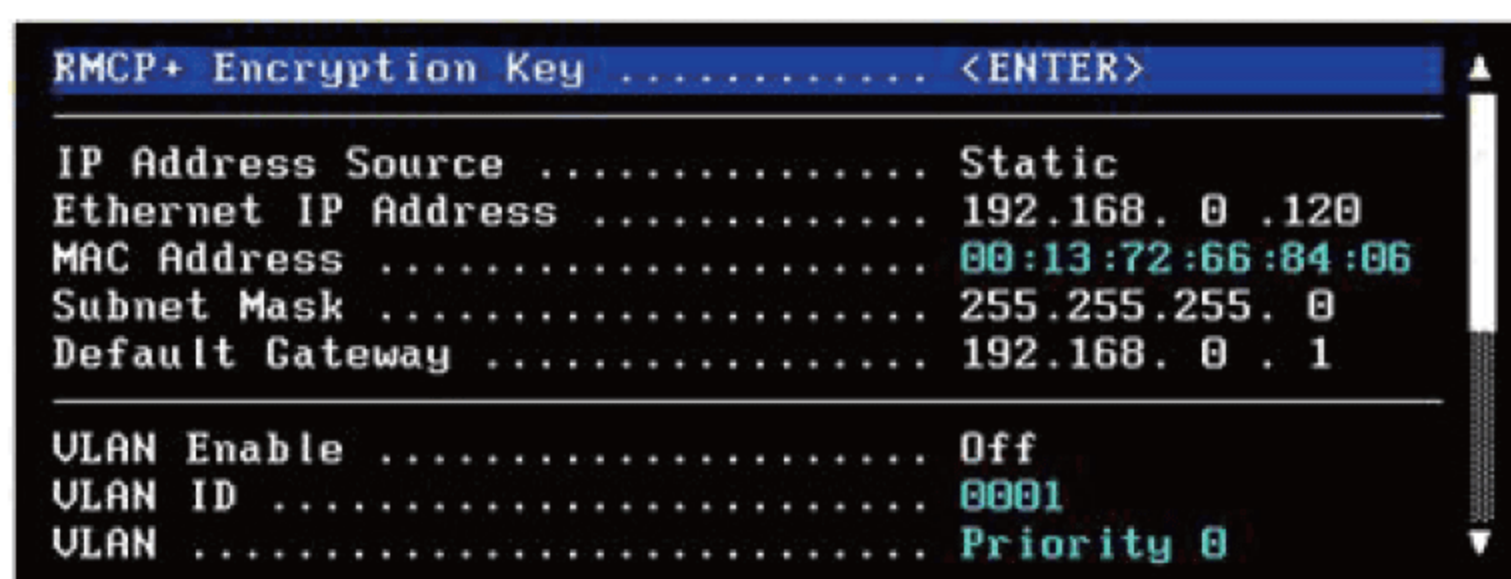 RMCP+ Encryption Key ............ <ENTER>
IP Address Source ............... Static
Ethernet IP Address ............. 192.168. 0 .120
MAC Address ..................... 00:13:72:66:84:06
Subnet Mask ..................... 255.255.255. 0
Default Gateway ................. 192.168. 0 . 1
VLAN Enable ..................... Off
VLAN ID ......................... 0001
VLAN ............................ Priority 0